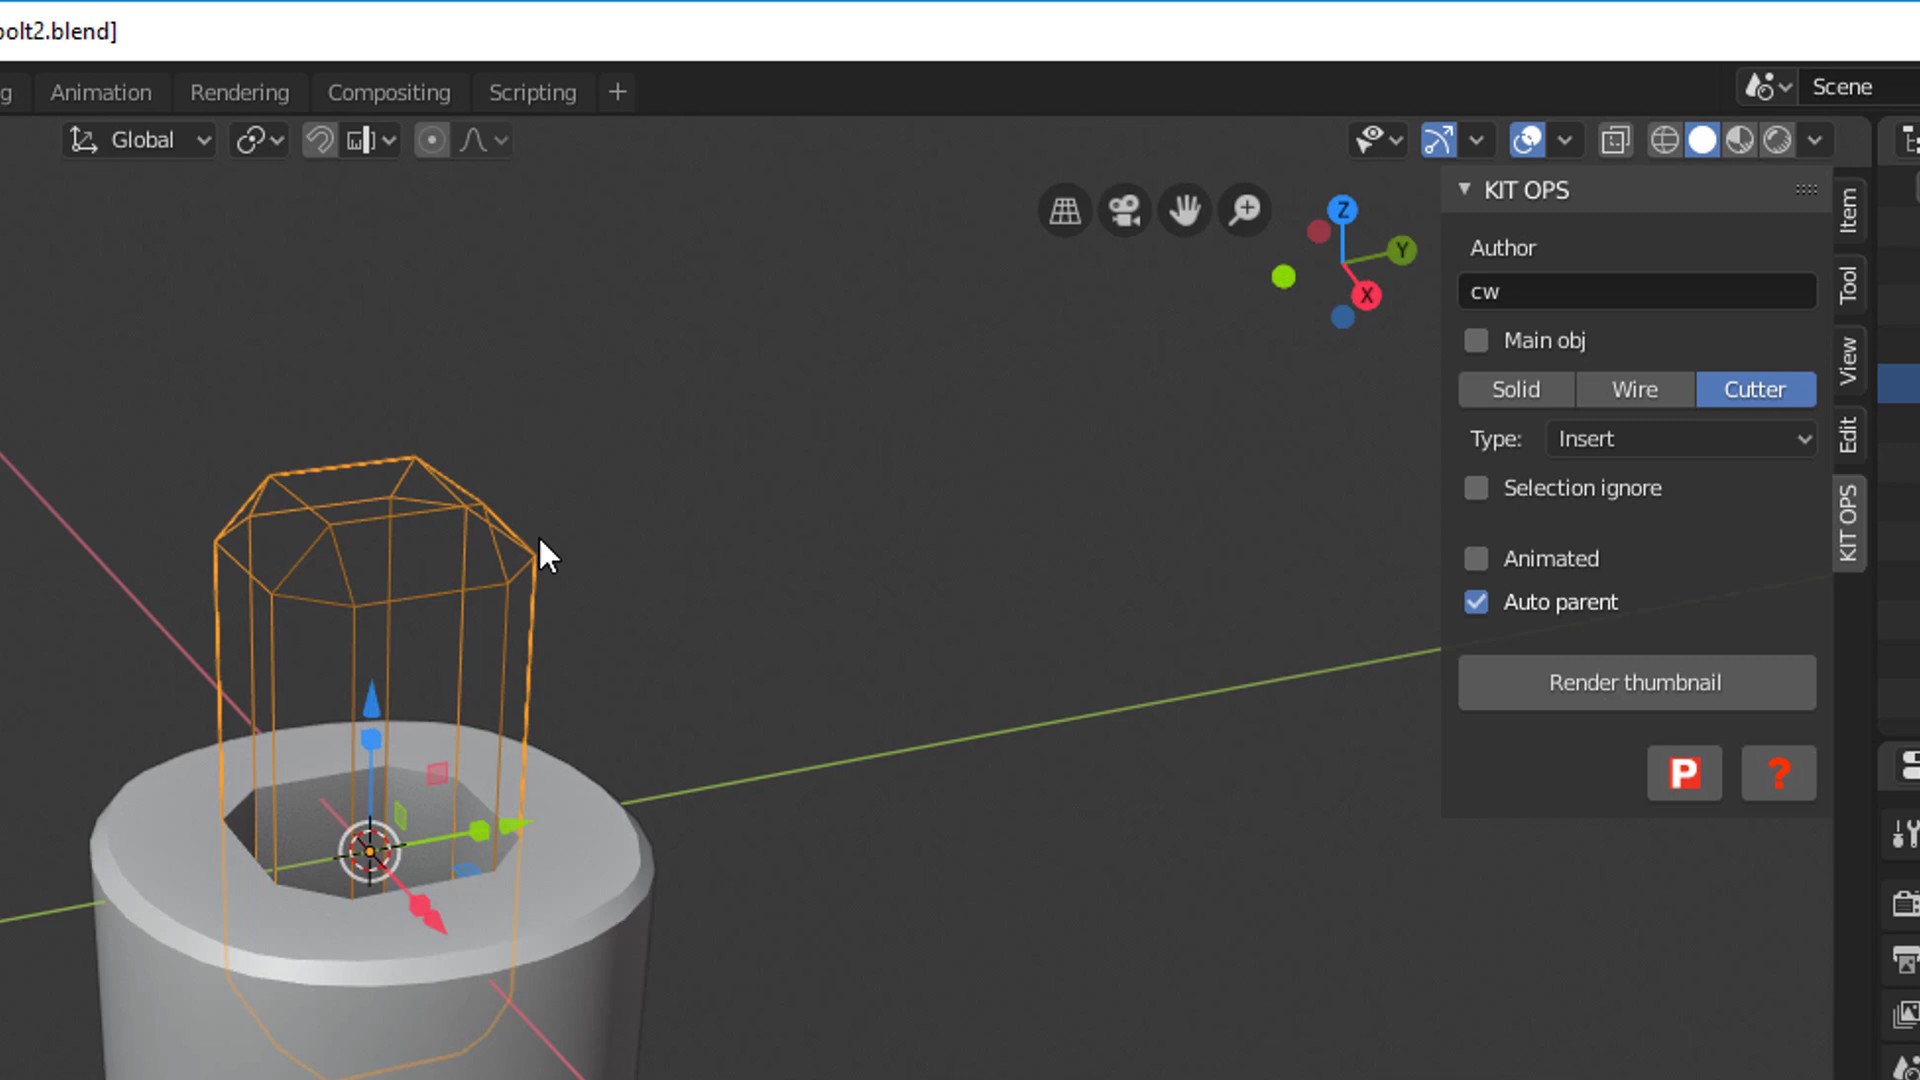 bolt2.blend]
g Animation Rendering Compositing Scripting +
Scene
Global
Z
Y
X
KIT OPS
Author
cw
Main obj
Solid Wire Cutter
Type: Insert
Selection ignore
Animated
Auto parent
Render thumbnail
P ?
Item
Tool
View
Edit
KIT OPS